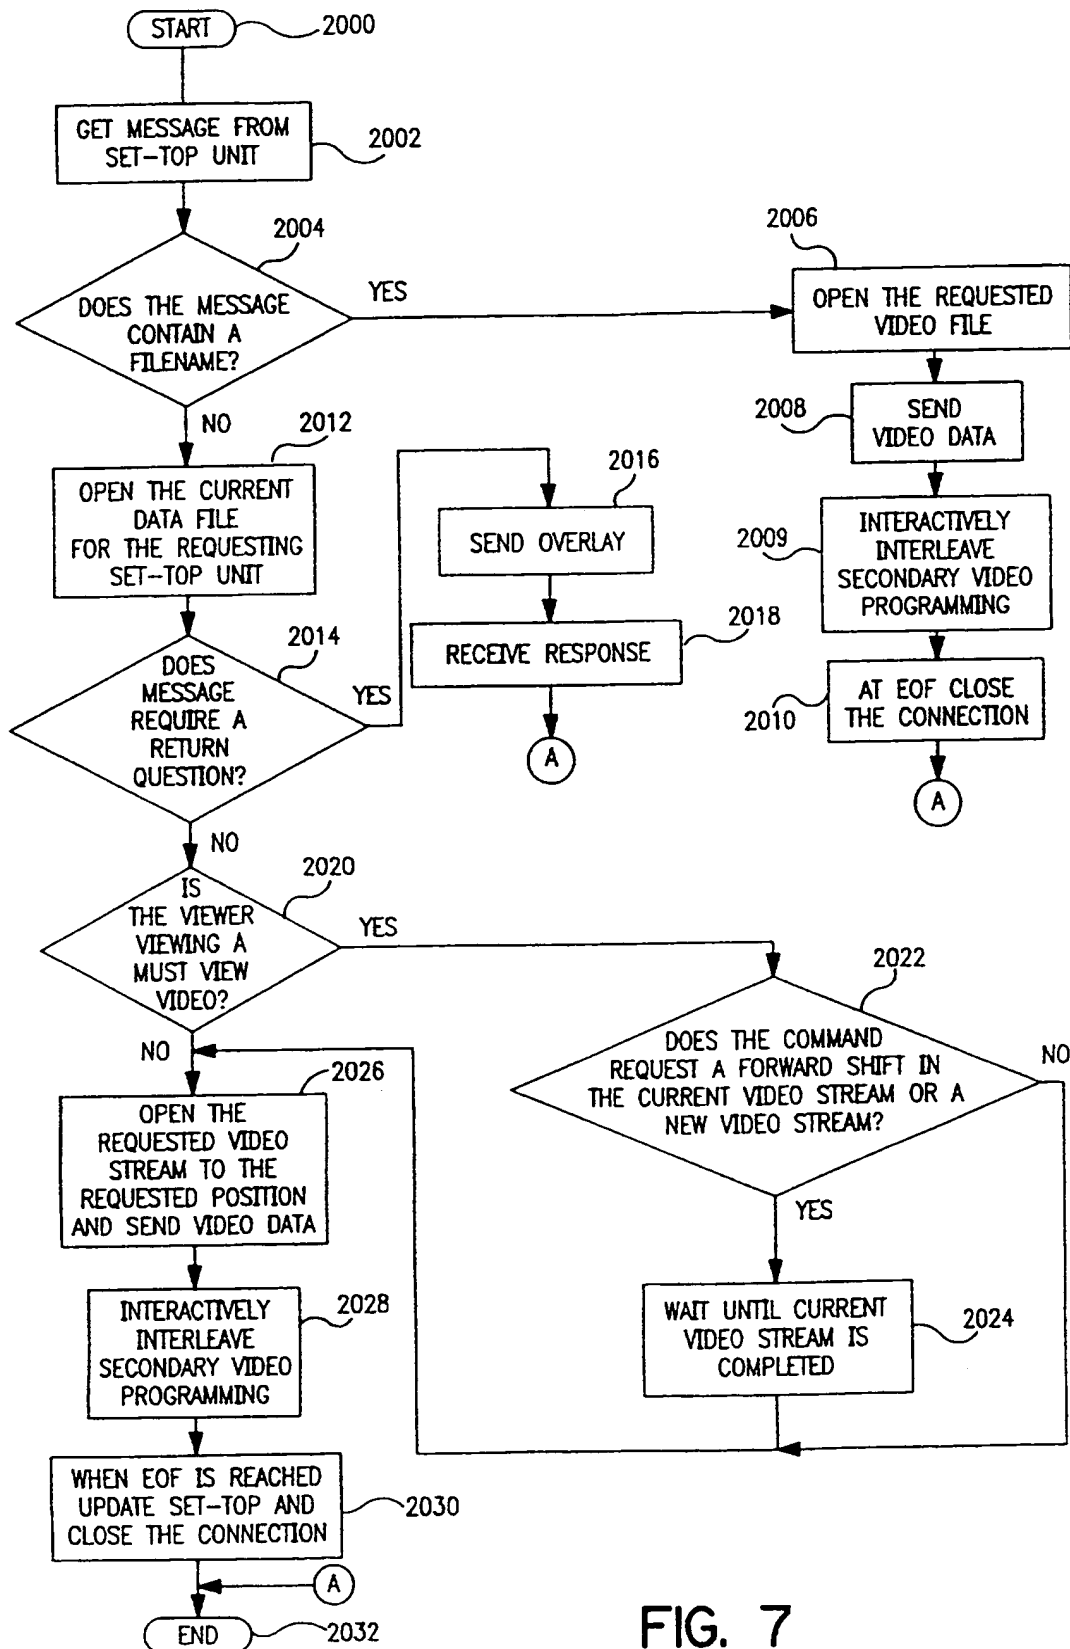 START
2000
GET MESSAGE FROM
SET-TOP UNIT
2002
2004
DOES THE MESSAGE
CONTAIN A
FILENAME?
YES
NO
2006
OPEN THE REQUESTED
VIDEO FILE
2008
SEND
VIDEO DATA
2009
INTERACTIVELY
INTERLEAVE
SECONDARY VIDEO
PROGRAMMING
2010
AT EOF CLOSE
THE CONNECTION
A
2012
OPEN THE CURRENT
DATA FILE
FOR THE REQUESTING
SET-TOP UNIT
2014
DOES
MESSAGE
REQUIRE A
RETURN
QUESTION?
YES
NO
2016
SEND OVERLAY
2018
RECEIVE RESPONSE
A
2020
IS
THE VIEWER
VIEWING A
MUST VIEW
VIDEO?
YES
NO
2022
DOES THE COMMAND
REQUEST A FORWARD SHIFT IN
THE CURRENT VIDEO STREAM OR A
NEW VIDEO STREAM?
NO
YES
WAIT UNTIL CURRENT
VIDEO STREAM IS
COMPLETED
2024
2026
OPEN THE
REQUESTED VIDEO
STREAM TO THE
REQUESTED POSITION
AND SEND VIDEO DATA
INTERACTIVELY
INTERLEAVE
SECONDARY VIDEO
PROGRAMMING
2028
WHEN EOF IS REACHED
UPDATE SET-TOP AND
CLOSE THE CONNECTION
2030
A
END
2032
FIG. 7